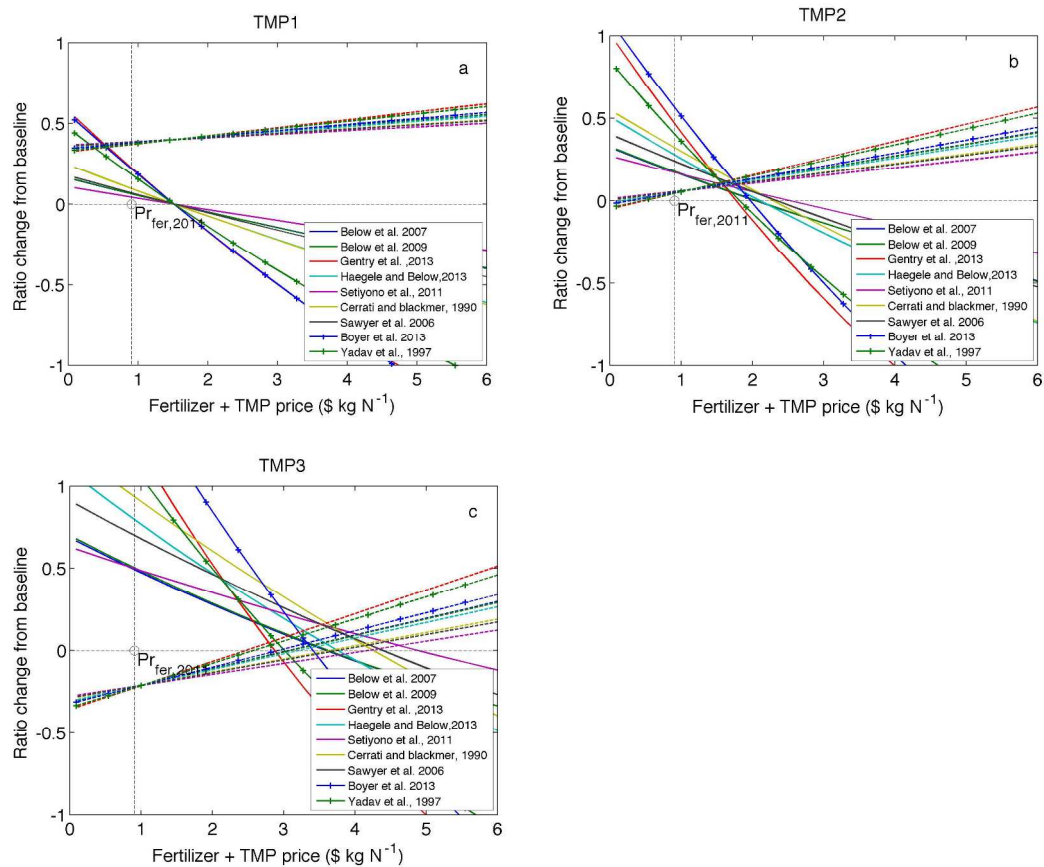 TMP1
a
1
0.5
0
-0.5
-1
Ratio change from baseline
Pr fer,201
Below et al. 2007
Below et al. 2009
Gentry et al. ,2013
Haegele and Below,2013
Setiyono et al., 2011
Cerrati and blackmer, 1990
Sawyer et al. 2006
Boyer et al. 2013
Yadav et al., 1997
0 1 2 3 4 5 6
Fertilizer + TMP price ($ kg N-1)
TMP2
b
1
0.5
0
-0.5
-1
Ratio change from baseline
Pr fer,2011
Below et al. 2007
Below et al. 2009
Gentry et al. ,2013
Haegele and Below,2013
Setiyono et al., 2011
Cerrati and blackmer, 1990
Sawyer et al. 2006
Boyer et al. 2013
Yadav et al., 1997
0 1 2 3 4 5 6
Fertilizer + TMP price ($ kg N-1)
TMP3
c
1
0.5
0
-0.5
-1
Ratio change from baseline
Pr fer,201
Below et al. 2007
Below et al. 2009
Gentry et al. ,2013
Haegele and Below,2013
Setiyono et al., 2011
Cerrati and blackmer, 1990
Sawyer et al. 2006
Boyer et al. 2013
Yadav et al., 1997
0 1 2 3 4 5 6
Fertilizer + TMP price ($ kg N-1)